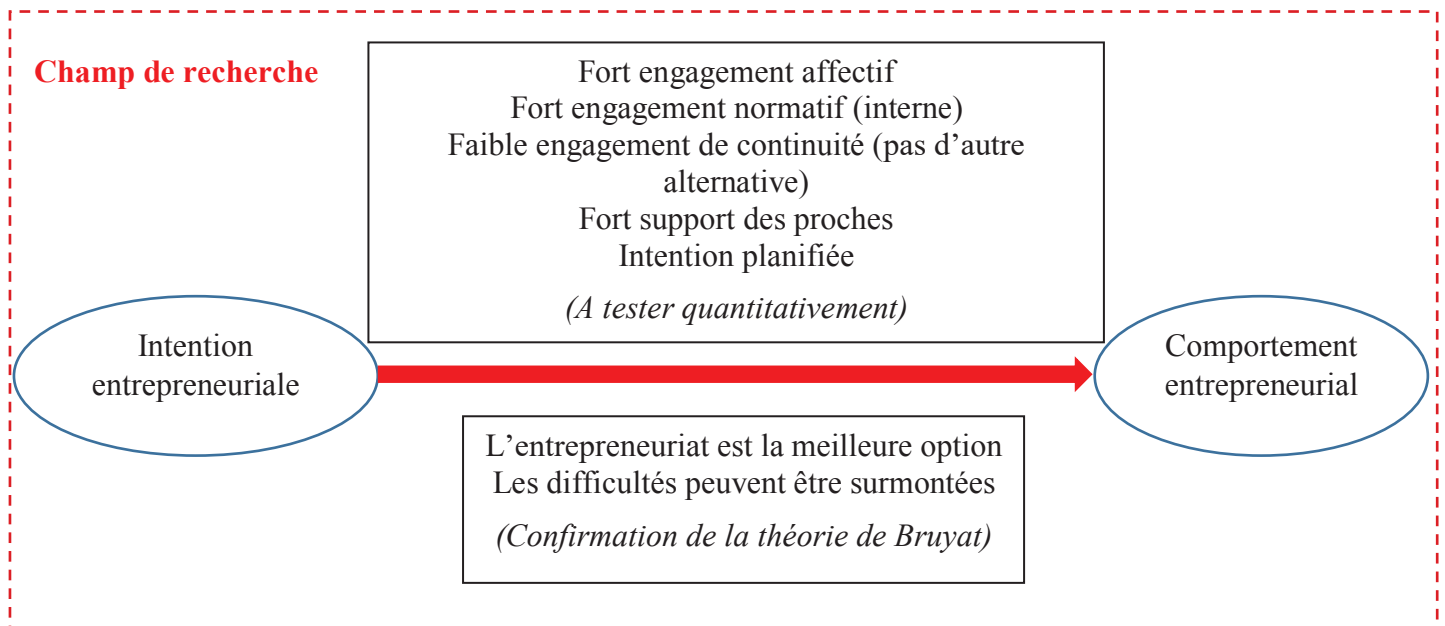 Champ de recherche
Fort engagement affectif
Fort engagement normatif (interne)
Faible engagement de continuité (pas d’autre
alternative)
Fort support des proches
Intention planifiée
(A tester quantitativement)
Intention
entrepreneuriale
Comportement
entrepreneurial
L’entrepreneuriat est la meilleure option
Les difficultés peuvent être surmontées
(Confirmation de la théorie de Bruyat)